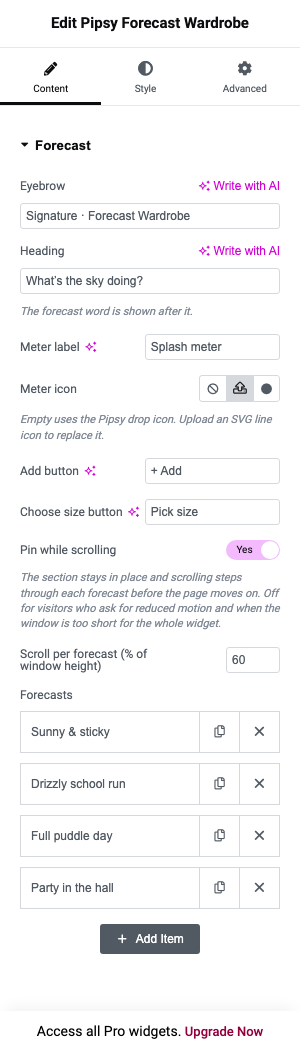 Edit Pipsy Forecast Wardrobe
Content
Style
Advanced
Forecast
Eyebrow
Write with AI
Signature · Forecast Wardrobe
Heading
Write with AI
What's the sky doing?
The forecast word is shown after it.
Meter label
Splash meter
Meter icon
Empty uses the Pipsy drop icon. Upload an SVG line
icon to replace it.
Add button
+ Add
Choose size button
Pick size
Pin while scrolling
Yes
The section stays in place and scrolling steps
through each forecast before the page moves on. Off
for visitors who ask for reduced motion and when the
window is too short for the whole widget.
Scroll per forecast (% of
window height)
60
Forecasts
Sunny & sticky
Drizzly school run
Full puddle day
Party in the hall
+ Add Item
Access all Pro widgets. Upgrade Now